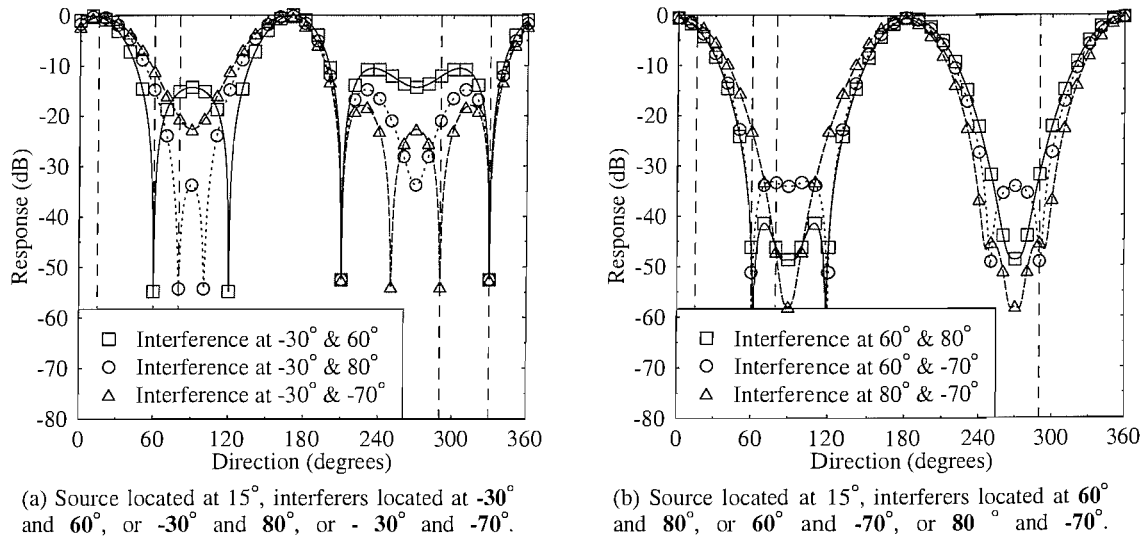 0
-10
-20
-30
-40
-50
-60
-70
-80
Response (dB)
□ Interference at -30° & 60°
○ Interference at -30° & 80°
△ Interference at -30° & -70°
0 60 120 180 240 300 360
Direction (degrees)
(a) Source located at 15°, interferers located at -30°
and 60°, or -30° and 80°, or - 30° and -70°.
0
-10
-20
-30
-40
-50
-60
-70
-80
Response (dB)
□ Interference at 60° & 80°
○ Interference at 60° & -70°
△ Interference at 80° & -70°
0 60 120 180 240 300 360
Direction (degrees)
(b) Source located at 15°, interferers located at 60°
and 80°, or 60° and -70°, or 80 ° and -70°.